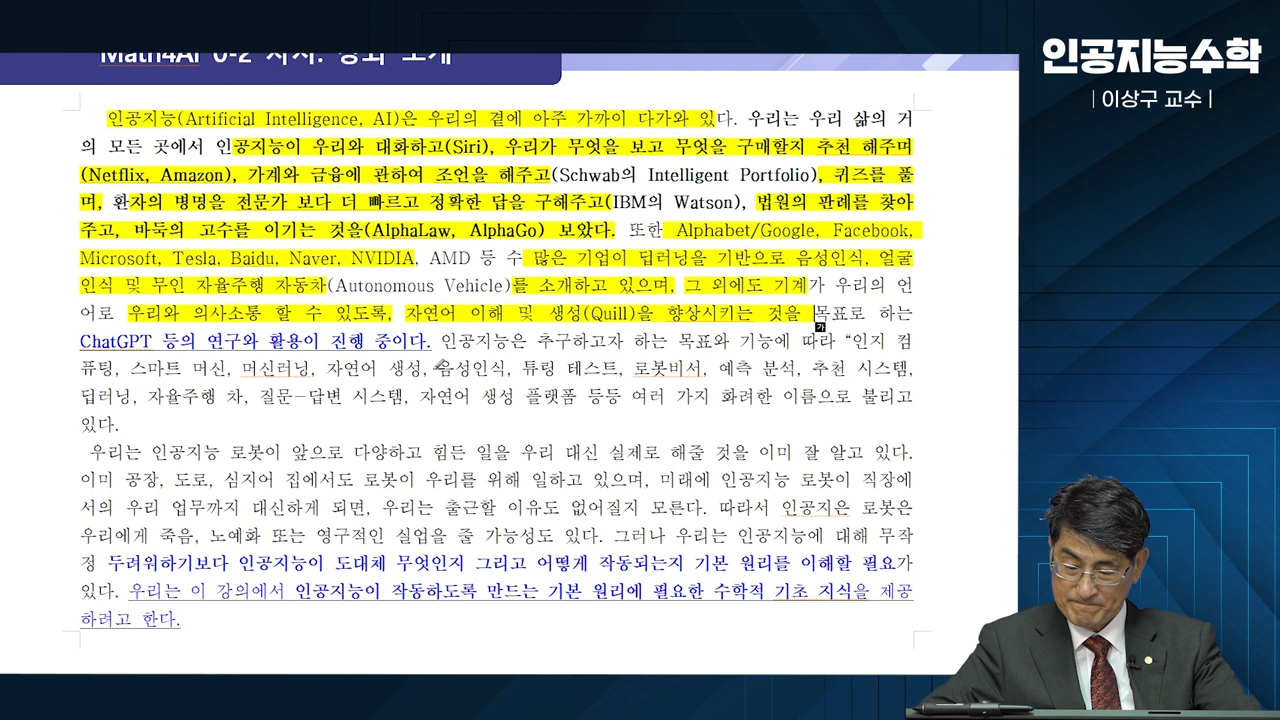 인공지능수학
| 이상구 교수 |
Math4AI 0-2
인공지능(Artificial Intelligence, AI)은 우리의 곁에 아주 가까이 다가와 있다. 우리는 우리 삶의 거
의 모든 곳에서 인공지능이 우리와 대화하고(Siri), 우리가 무엇을 보고 무엇을 구매할지 추천 해주며
(Netflix, Amazon), 가계와 금융에 관하여 조언을 해주고(Schwab의 Intelligent Portfolio), 퀴즈를 풀
며, 환자의 병명을 전문가 보다 더 빠르고 정확한 답을 구해주고(IBM의 Watson), 법원의 판례를 찾아
주고, 바둑의 고수를 이기는 것을(AlphaLaw, AlphaGo) 보았다. 또한 Alphabet/Google, Facebook,
Microsoft, Tesla, Baidu, Naver, NVIDIA, AMD 등 수 많은 기업이 딥러닝을 기반으로 음성인식, 얼굴
인식 및 무인 자율주행 자동차(Autonomous Vehicle)를 소개하고 있으며, 그 외에도 기계가 우리의 언
어로 우리와 의사소통 할 수 있도록, 자연어 이해 및 생성(Quill)을 향상시키는 것을 목표로 하는
ChatGPT 등의 연구와 활용이 진행 중이다. 인공지능은 추구하고자 하는 목표와 기능에 따라 “인지 컴
퓨팅, 스마트 머신, 머신러닝, 자연어 생성, 음성인식, 튜링 테스트, 로봇비서, 예측 분석, 추천 시스템,
딥러닝, 자율주행 차, 질문-답변 시스템, 자연어 생성 플랫폼 등등 여러 가지 화려한 이름으로 불리고
있다.
우리는 인공지능 로봇이 앞으로 다양하고 힘든 일을 우리 대신 실제로 해줄 것을 이미 잘 알고 있다.
이미 공장, 도로, 심지어 집에서도 로봇이 우리를 위해 일하고 있으며, 미래에 인공지능 로봇이 직장에
서의 우리 업무까지 대신하게 되면, 우리는 출근할 이유도 없어질지 모른다. 따라서 인공지은 로봇은
우리에게 죽음, 노예화 또는 영구적인 실업을 줄 가능성도 있다. 그러나 우리는 인공지능에 대해 무작
정 두려워하기보다 인공지능이 도대체 무엇인지 그리고 어떻게 작동되는지 기본 원리를 이해할 필요가
있다. 우리는 이 강의에서 인공지능이 작동하도록 만드는 기본 원리에 필요한 수학적 기초 지식을 제공
하려고 한다.